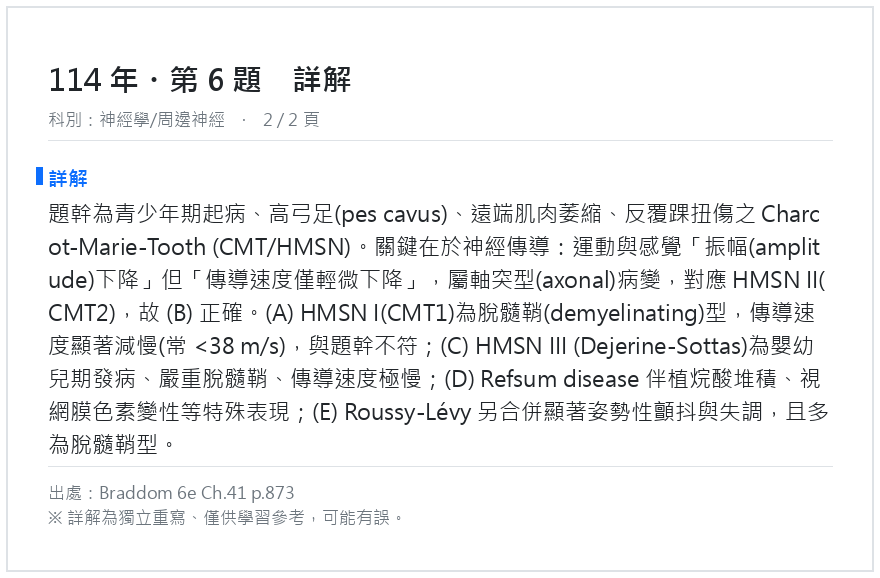 114 年・第 6 題　詳解
科別：神經學/周邊神經　·　2 / 2 頁
詳解
題幹為青少年期起病、高弓足(pes cavus)、遠端肌肉萎縮、反覆踝扭傷之 Charc
ot-Marie-Tooth (CMT/HMSN)。關鍵在於神經傳導：運動與感覺「振幅(amplit
ude)下降」但「傳導速度僅輕微下降」，屬軸突型(axonal)病變，對應 HMSN II(
CMT2)，故 (B) 正確。(A) HMSN I(CMT1)為脫髓鞘(demyelinating)型，傳導速
度顯著減慢(常 <38 m/s)，與題幹不符；(C) HMSN III (Dejerine-Sottas)為嬰幼
兒期發病、嚴重脫髓鞘、傳導速度極慢；(D) Refsum disease 伴植烷酸堆積、視
網膜色素變性等特殊表現；(E) Roussy-Lévy 另合併顯著姿勢性顫抖與失調，且多
為脫髓鞘型。
出處：Braddom 6e Ch.41 p.873
※ 詳解為獨立重寫、僅供學習參考，可能有誤。